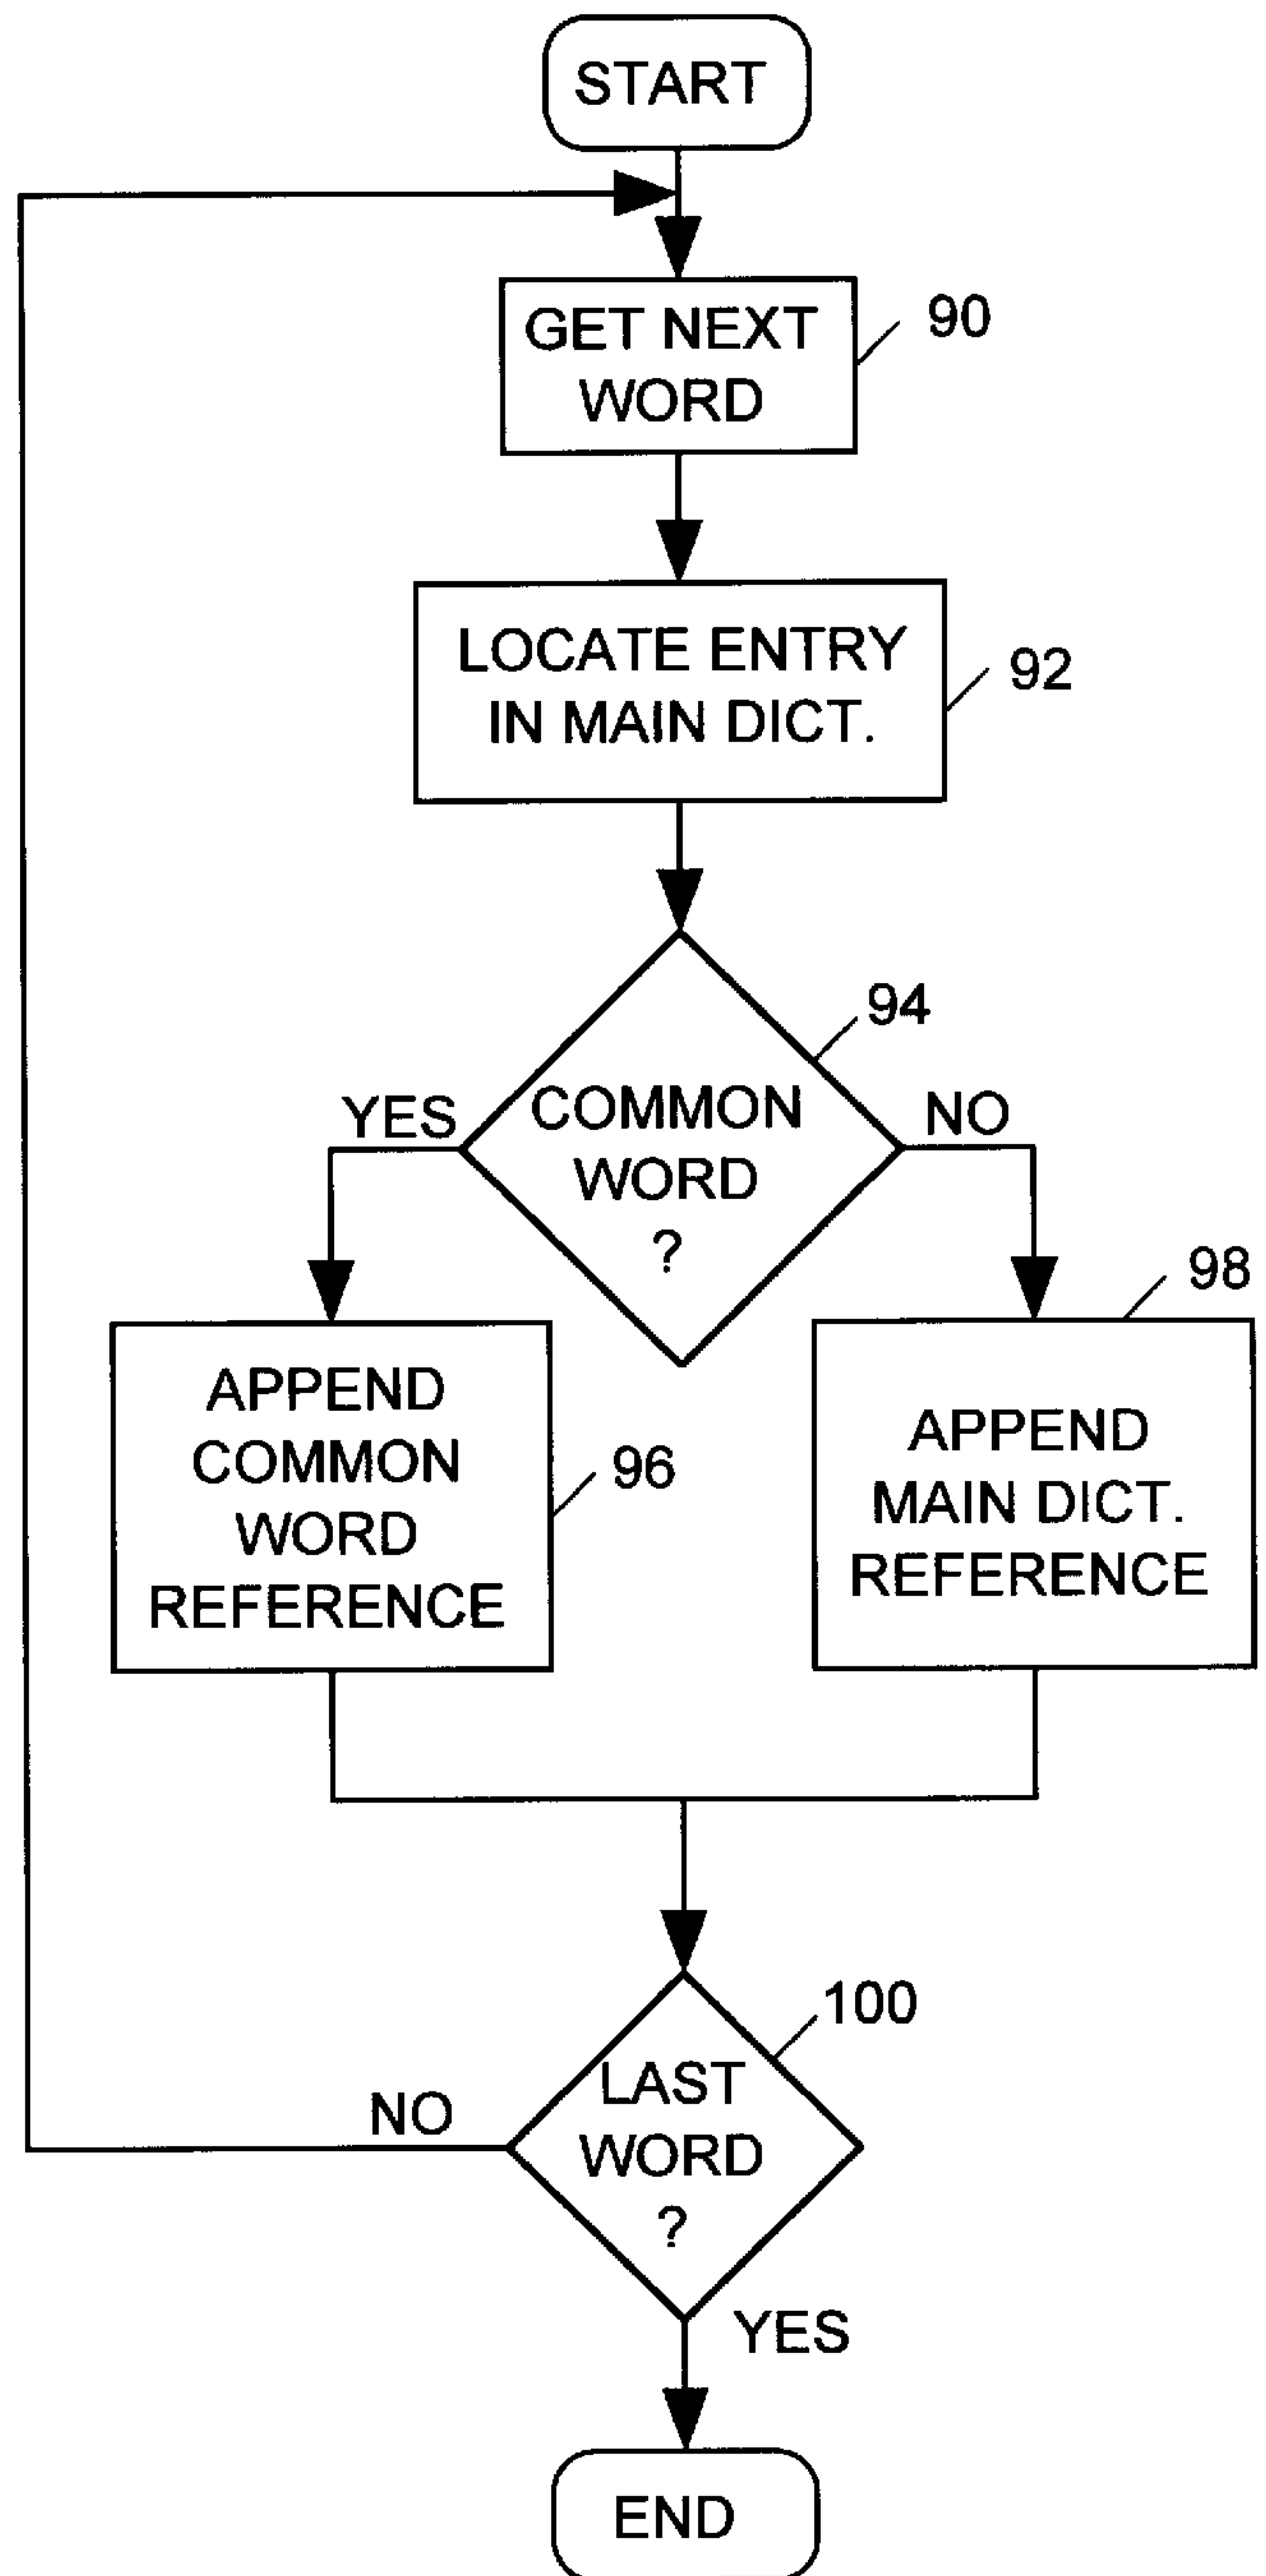 START
GET NEXT
WORD
90
LOCATE ENTRY
IN MAIN DICT.
92
94
COMMON
WORD
?
YES
NO
APPEND
COMMON
WORD
REFERENCE
96
98
APPEND
MAIN DICT.
REFERENCE
100
LAST
WORD
?
NO
YES
END